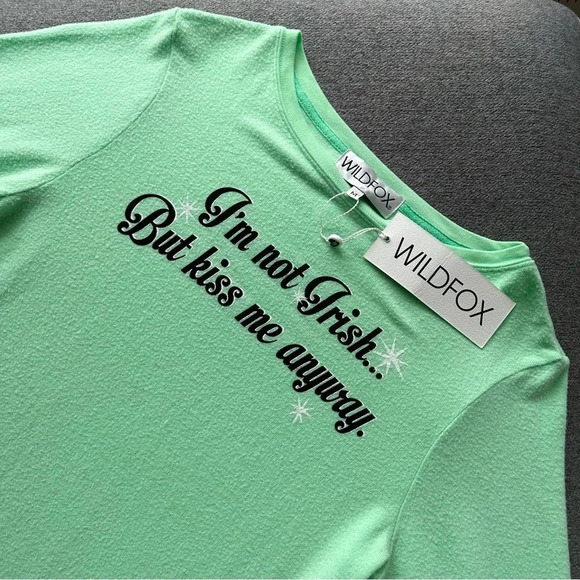 WILDFOX
M
WILDFOX
I'm not Irish...
But kiss me anyway.